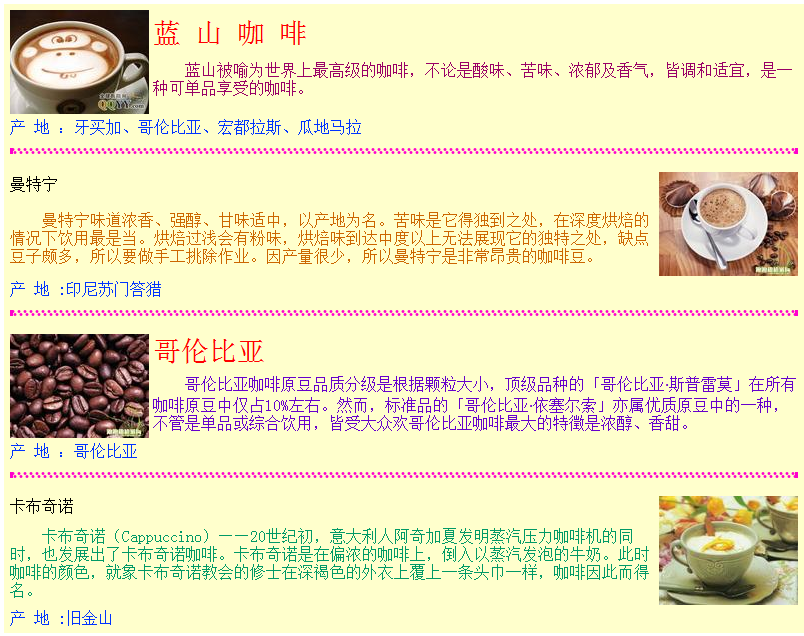 蓝 山 咖 啡
蓝山被喻为世界上最高级的咖啡，不论是酸味、苦味、浓郁及香气，皆调和适宜，是一
种可单品享受的咖啡。
产 地 ：牙买加、哥伦比亚、宏都拉斯、瓜地马拉
曼特宁
曼特宁味道浓香、强醇、甘味适中，以产地为名。苦味是它得独到之处，在深度烘焙的
情况下饮用最是当。烘焙过浅会有粉味，烘焙味到达中度以上无法展现它的独特之处，缺点
豆子颇多，所以要做手工挑除作业。因产量很少，所以曼特宁是非常昂贵的咖啡豆。
产 地 :印尼苏门答猎
哥伦比亚
哥伦比亚咖啡原豆品质分级是根据颗粒大小，顶级品种的「哥伦比亚·斯普雷莫」在所有
咖啡原豆中仅占10%左右。然而，标准品的「哥伦比亚·依塞尔索」亦属优质原豆中的一种，
不管是单品或综合饮用，皆受大众欢哥伦比亚咖啡最大的特徵是浓醇、香甜。
产 地 ：哥伦比亚
卡布奇诺
卡布奇诺（Cappuccino）——20世纪初，意大利人阿奇加夏发明蒸汽压力咖啡机的同
时，也发展出了卡布奇诺咖啡。卡布奇诺是在偏浓的咖啡上，倒入以蒸汽发泡的牛奶。此时
咖啡的颜色，就象卡布奇诺教会的修士在深褐色的外衣上覆上一条头巾一样，咖啡因此而得
名。
产 地 :旧金山